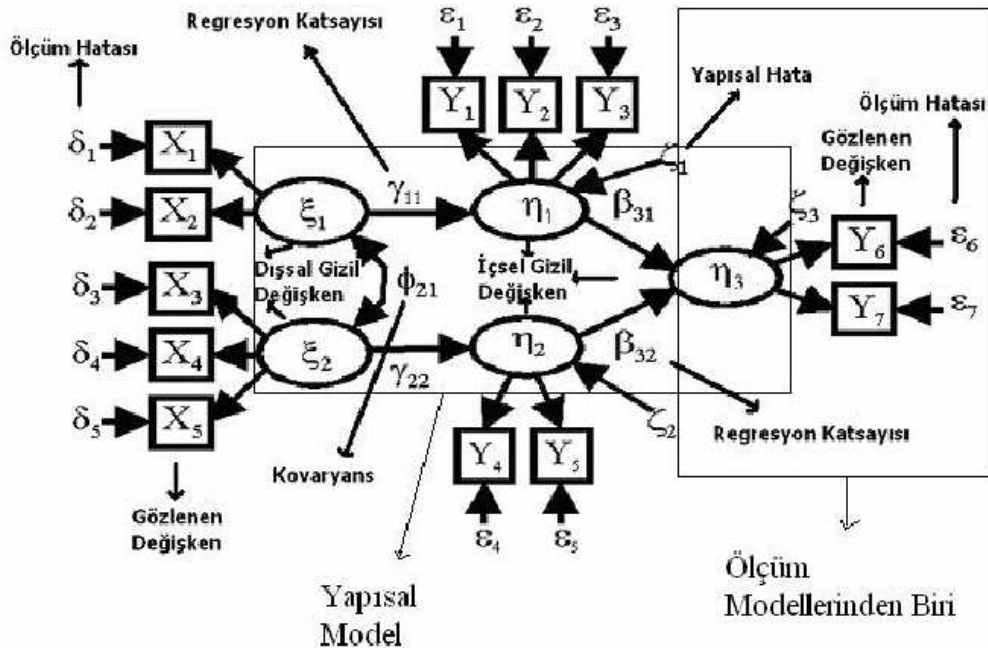 ε₁ ε₂ ε₃
Regresyon Katsayısı
Ölçüm Hatası
Y₁ Y₂ Y₃
Yapısal Hata
Ölçüm Hatası
Gözlenen
Değişken
δ₁ X₁
ζ₁
δ₂ X₂ ξ₁ γ₁₁ η₁ β₃₁ ζ₃
Y₆ ε₆
Dışsal Gizil
Değişken
ϕ₂₁
İçsel Gizil
Değişken
η₃
δ₃ X₃
Y₇ ε₇
δ₄ X₄ ξ₂ γ₂₂ η₂ β₃₂
δ₅ X₅
ζ₂
Regresyon Katsayısı
Y₄ Y₅
Kovaryans
Gözlenen
Değişken
ε₄ ε₅
Yapısal
Model
Ölçüm
Modellerinden Biri